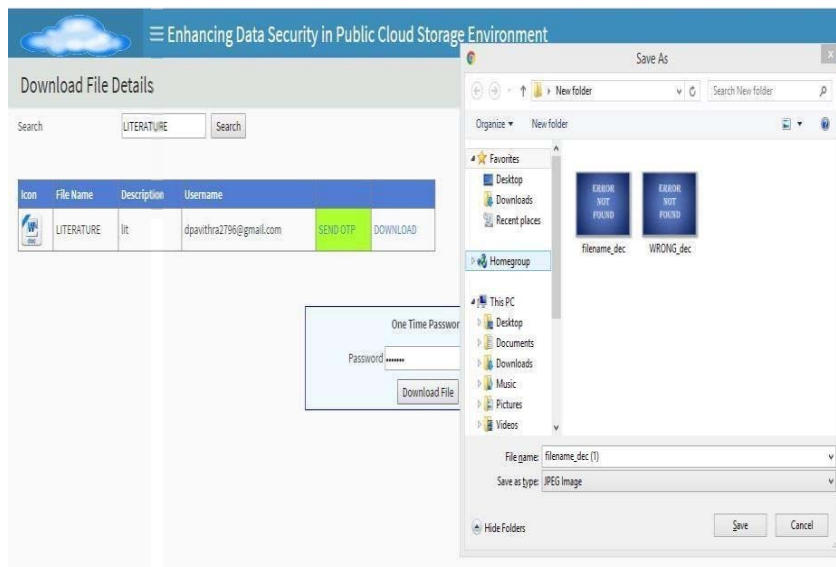 Enhancing Data Security in Public Cloud Storage Environment
Download File Details
Search LITERATURE Search
Icon File Name Description Username
LITERATURE lit dpavithra2796@gmail.com SEND OTP DOWNLOAD
One Time Passwor
Password
Download File
Save As
New folder
Search New folder
Organize
New folder
Favorites
Desktop
Downloads
Recent places
Homegroup
This PC
Desktop
Documents
Downloads
Music
Pictures
Videos
ERROR
NOT
FOUND
filename_dec
ERROR
NOT
FOUND
WRONG_dec
File name: filename_dec (1)
Save as type: JPEG Image
Hide Folders
Save
Cancel